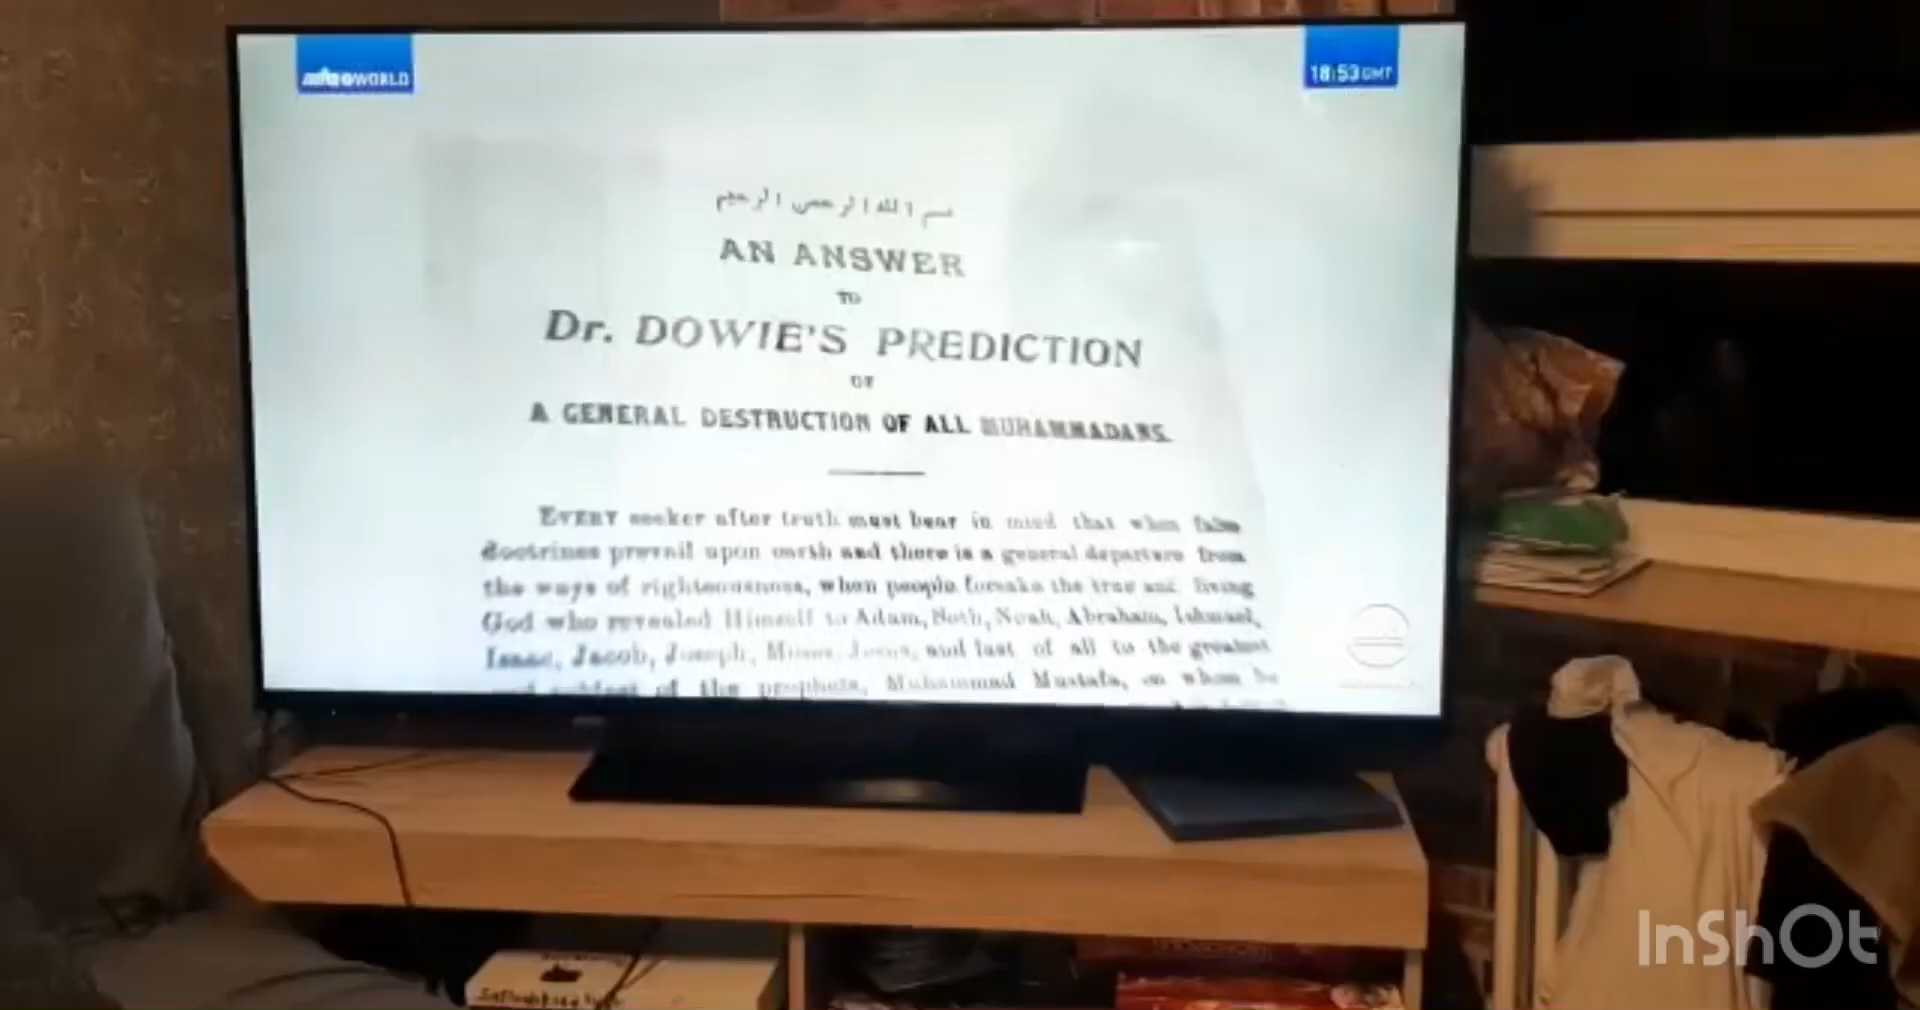 WORLD
18:53 GMT
بسم الله الرحمن الرحيم
AN ANSWER
TO
Dr. DOWIE'S PREDICTION
OF
A GENERAL DESTRUCTION OF ALL MUHAMMADANS.
EVERY seeker after truth must bear in mind that when false
doctrines prevail upon earth and there is a general departure from
the ways of righteousness, when people forsake the true and living
God who revealed Himself to Adam, Seth, Noah, Abraham, Ishmael,
Isaac, Jacob, Joseph, Moses, Jesus, and last of all to the greatest
of the prophets, Muhammad Mustafa, on whom be
InShOt